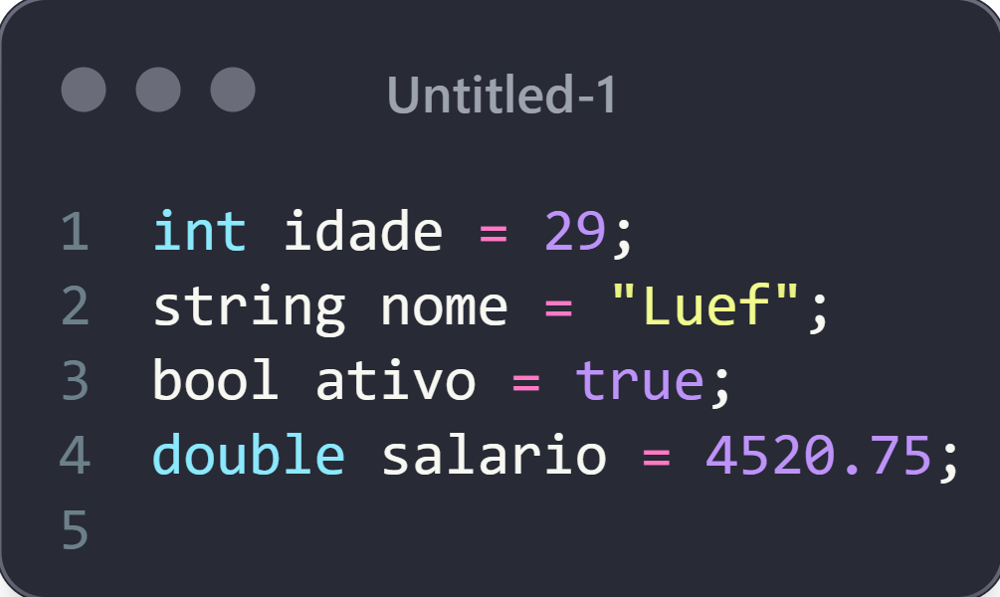 Untitled-1
1 int idade = 29;
2 string nome = "Luef";
3 bool ativo = true;
4 double salario = 4520.75;
5